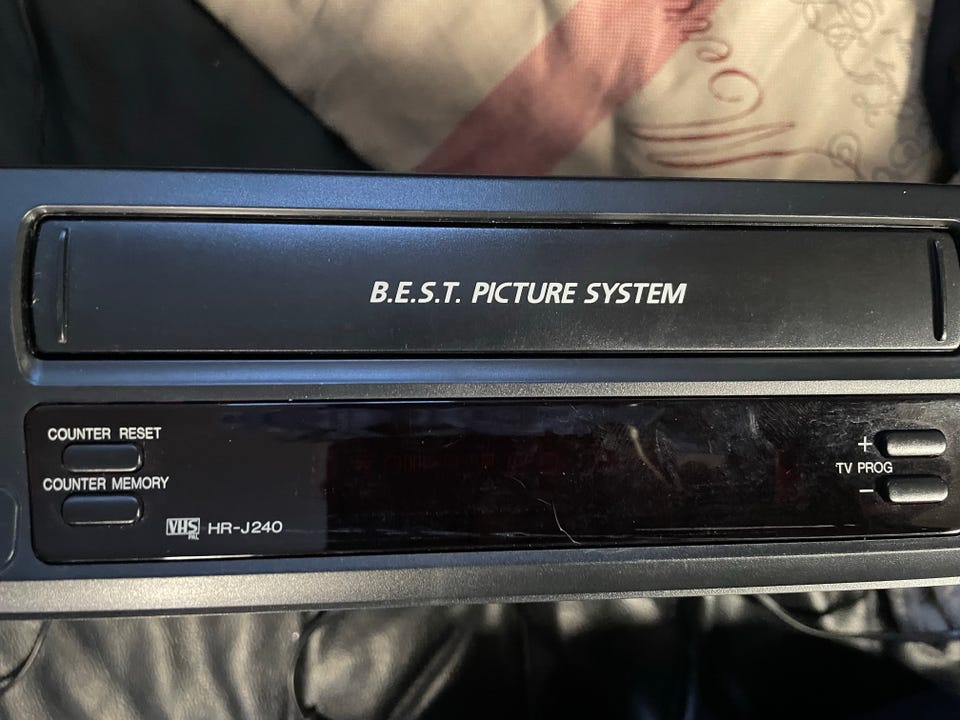 B.E.S.T. PICTURE SYSTEM
COUNTER RESET
COUNTER MEMORY
VHS
PAL
HR-J240
+
TV PROG
−